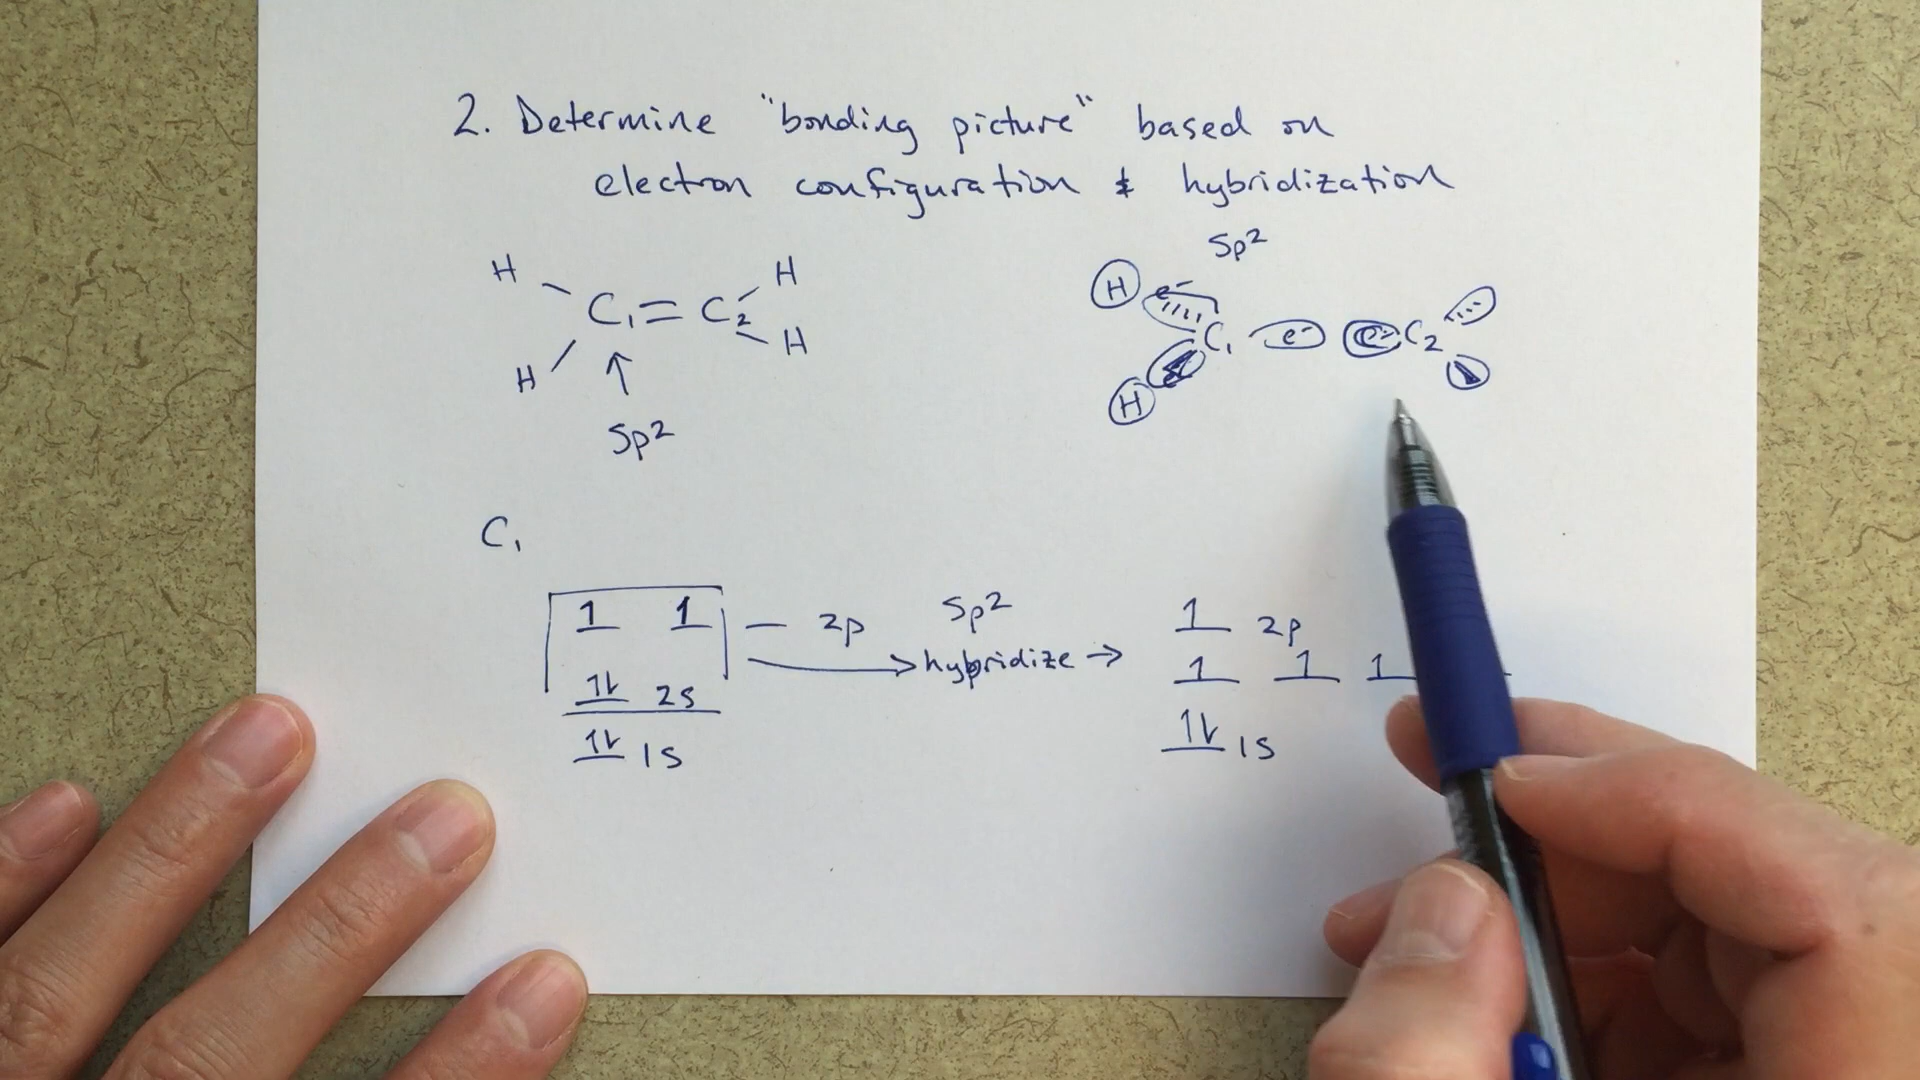 2. Determine "bonding picture" based on
electron configuration & hybridization
Sp²
H H
C₁=C₂
H
H
Sp²
H e⁻
C₁ e⁻ e⁻ C₂
H
C₁
1 1 — 2p
1↿⇂ 2s
1↿⇂ 1s
Sp²
hybridize →
1 2p
1 1 1
1↿⇂ 1s